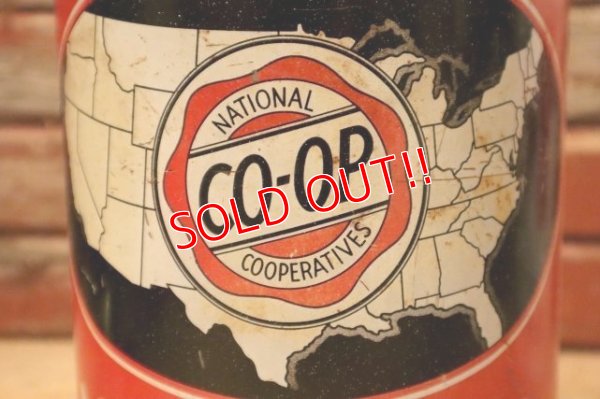 NATIONAL
CO-OP
SOLD OUT!!
COOPERATIVES